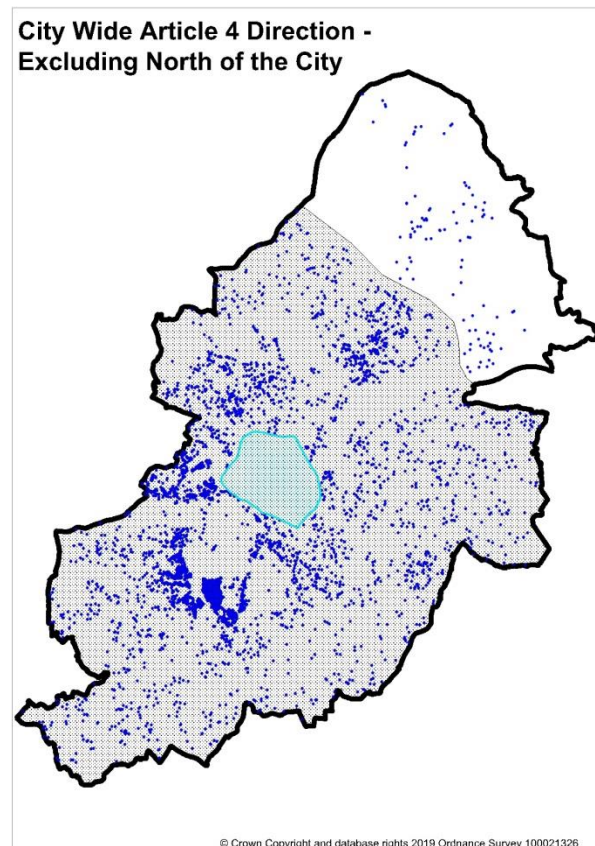 City Wide Article 4 Direction -
Excluding North of the City
© Crown Copyright and database rights 2019 Ordnance Survey 100021326